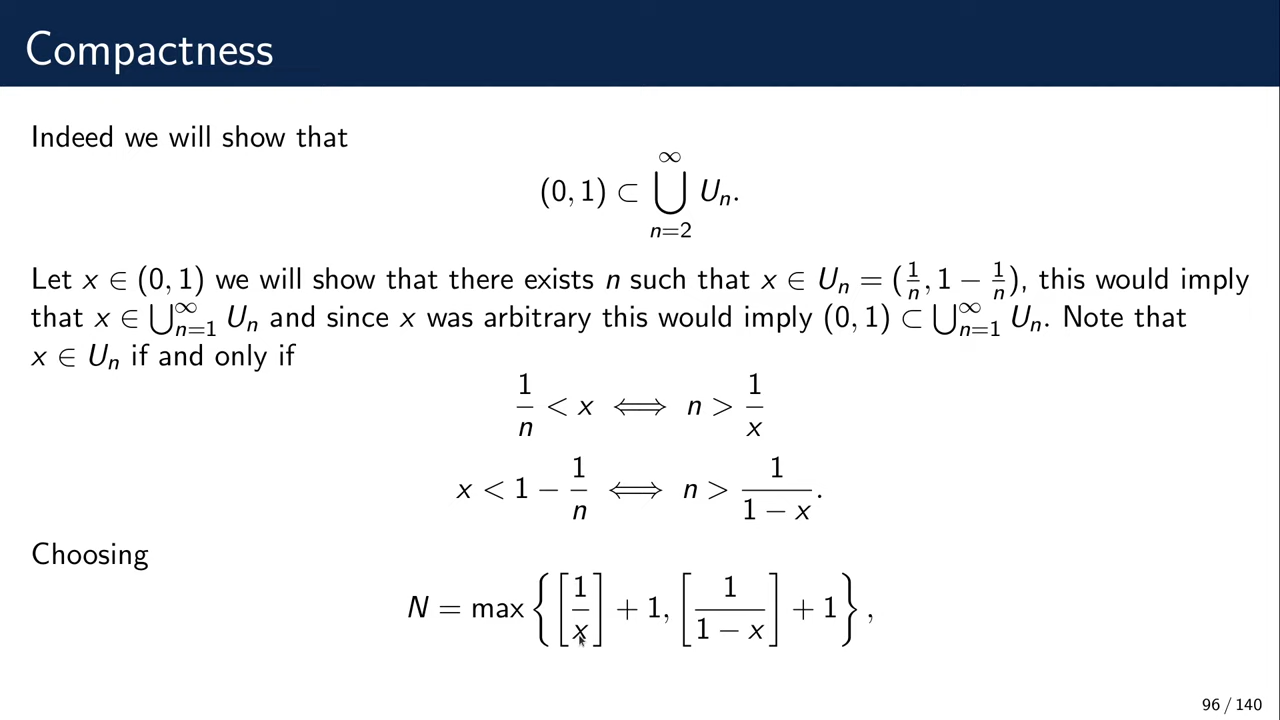 Compactness
Indeed we will show that
(0, 1) ⊂ ⋃_{n=2}^{∞} U_n.
Let x ∈ (0, 1) we will show that there exists n such that x ∈ U_n = (1/n, 1 − 1/n), this would imply
that x ∈ ⋃_{n=1}^{∞} U_n and since x was arbitrary this would imply (0, 1) ⊂ ⋃_{n=1}^{∞} U_n. Note that
x ∈ U_n if and only if
1/n < x ⟺ n > 1/x
x < 1 − 1/n ⟺ n > 1/(1 − x).
Choosing
N = max { [1/x] + 1, [1/(1 − x)] + 1 },
96 / 140